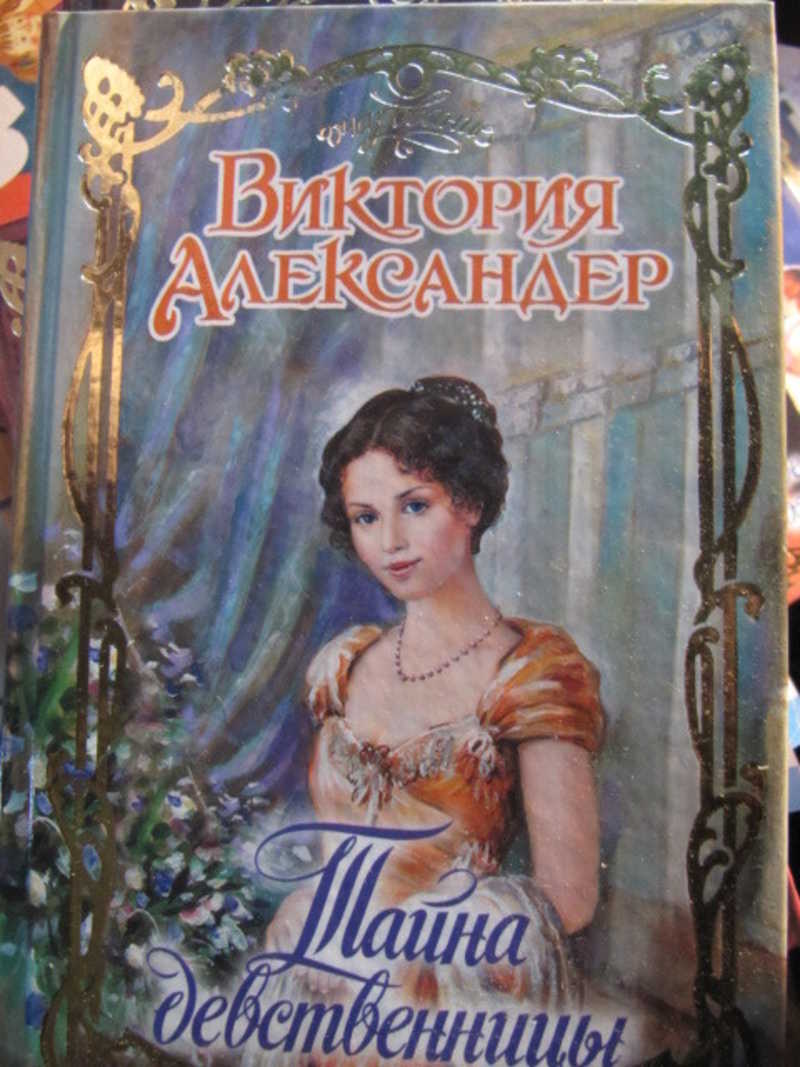 Виктория
Александер
Тайна
девственницы